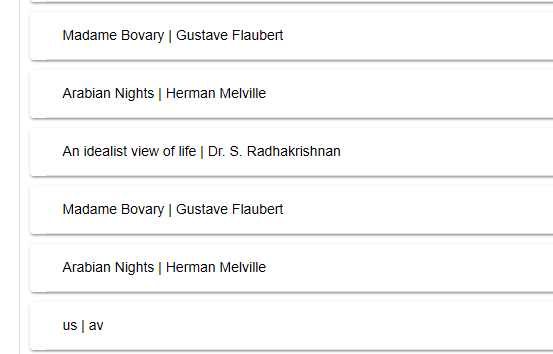 Madame Bovary | Gustave Flaubert
Arabian Nights | Herman Melville
An idealist view of life | Dr. S. Radhakrishnan
Madame Bovary | Gustave Flaubert
Arabian Nights | Herman Melville
us | av